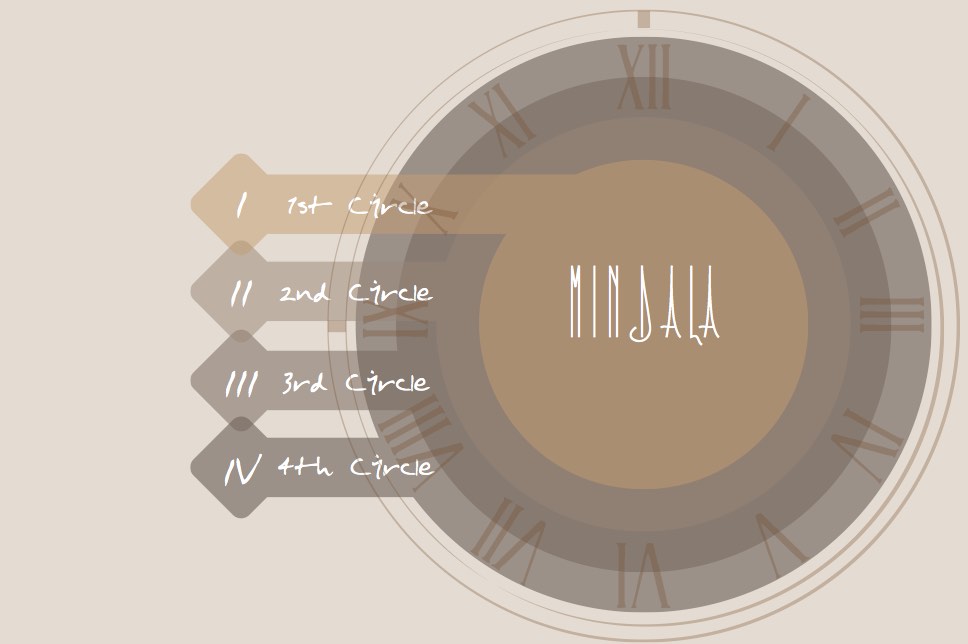 XII
XI
I
X
II
I 1st Circle
II 2nd Circle
MINDALA
IX
III
III 3rd Circle
VIII
IV
IV 4th Circle
VII
V
VI